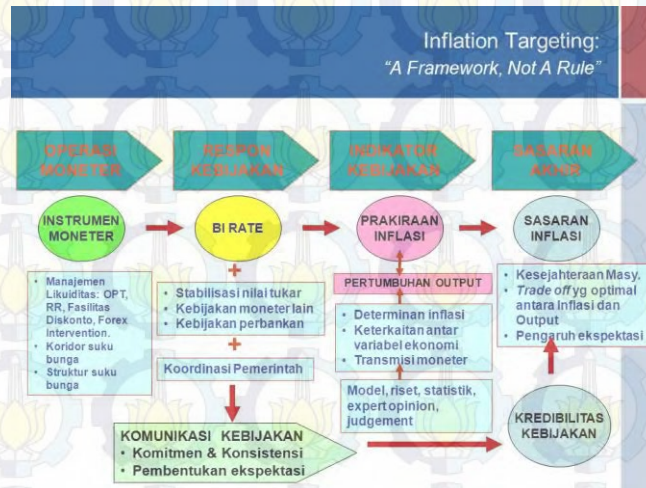 Inflation Targeting:
"A Framework, Not A Rule"
OPERASI
MONETER
RESPON
KEBIJAKAN
INDIKATOR
KEBIJAKAN
SASARAN
AKHIR
INSTRUMEN
MONETER
BI RATE
PRAKIRAAN
INFLASI
SASARAN
INFLASI
• Manajemen
Likuiditas: OPT,
RR, Fasilitas
Diskonto, Forex
Intervention.
• Koridor suku
bunga
• Struktur suku
bunga
+
• Stabilisasi nilai tukar
• Kebijakan moneter lain
• Kebijakan perbankan
+
Koordinasi Pemerintah
PERTUMBUHAN OUTPUT
• Determinan inflasi
• Keterkaitan antar
variabel ekonomi
• Transmisi moneter
Model, riset, statistik,
expert opinion,
judgement
• Kesejahteraan Masy.
• Trade off yg optimal
antara Inflasi dan
Output
• Pengaruh ekspektasi
KOMUNIKASI KEBIJAKAN
• Komitmen & Konsistensi
• Pembentukan ekspektasi
KREDIBILITAS
KEBIJAKAN